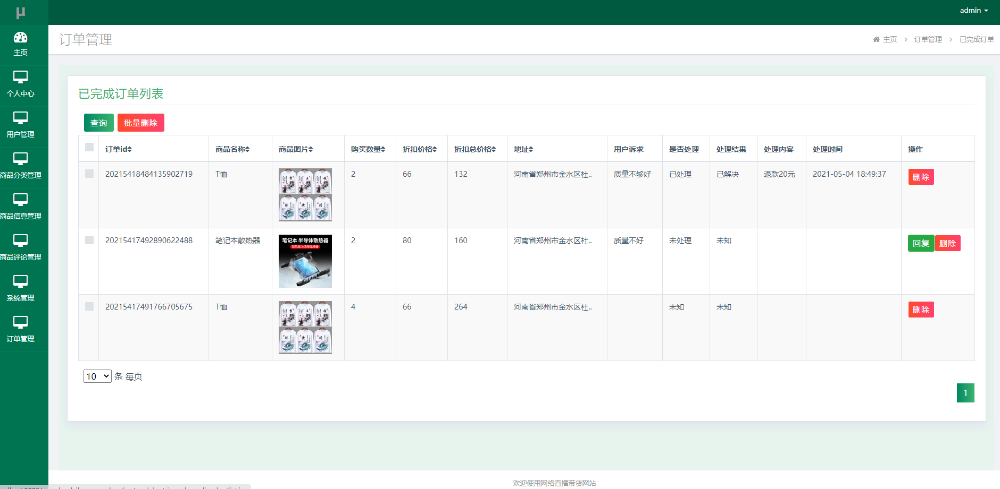 μ
admin
主页
个人中心
用户管理
商品分类管理
商品信息管理
商品评论管理
系统管理
订单管理
订单管理
主页 > 订单管理 > 已完成订单
已完成订单列表
查询 批量删除
订单id 商品名称 商品图片 购买数量 折扣价格 折扣总价格 地址 用户诉求 是否处理 处理结果 处理内容 处理时间 操作
20215418484135902719 T恤 2 66 132 河南省郑州市金水区杜.. 质量不够好 已处理 已解决 退款20元 2021-05-04 18:49:37 删除
20215417492890622488 笔记本散热器 2 80 160 河南省郑州市金水区杜.. 质量不好 未处理 未知 回复 删除
笔记本 半导体散热器
20215417491766705675 T恤 4 66 264 河南省郑州市金水区杜.. 未知 未知 删除
10 条 每页
1
欢迎使用网络直播带货网站